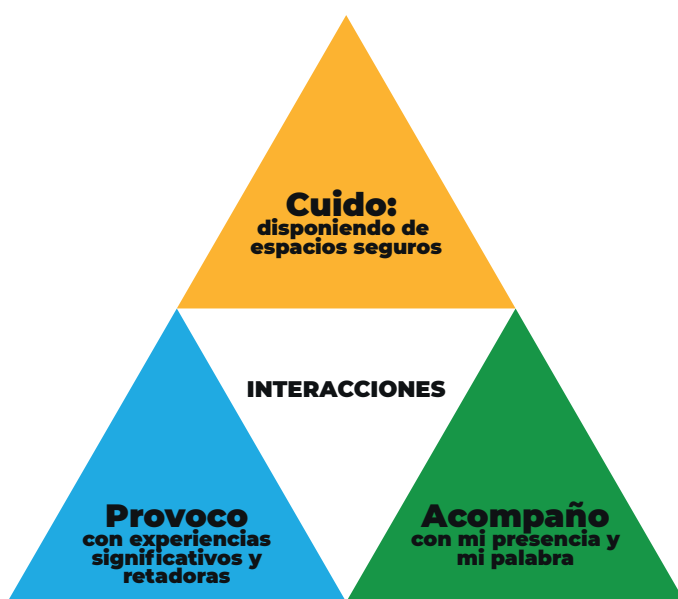 Cuido:
disponiendo de
espacios seguros
INTERACCIONES
Provoco
con experiencias
significativos y
retadoras
Acompaño
con mi presencia y
mi palabra